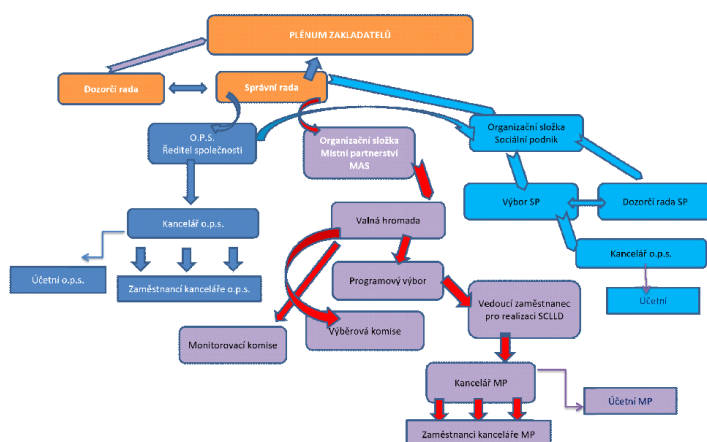 PLÉNUM ZAKLADATELŮ
Dozorčí rada
Správní rada
O.P.S.
Ředitel společnosti
Organizační složka
Místní partnerství
MAS
Organizační složka
Sociální podnik
Výbor SP
Dozorčí rada SP
Kancelář o.p.s.
Valná hromada
Kancelář o.p.s.
Účetní o.p.s.
Zaměstnanci kanceláře o.p.s.
Programový výbor
Vedoucí zaměstnanec
pro realizaci SCLLD
Účetní
Monitorovací komise
Výběrová komise
Kancelář MP
Účetní MP
Zaměstnanci kanceláře MP